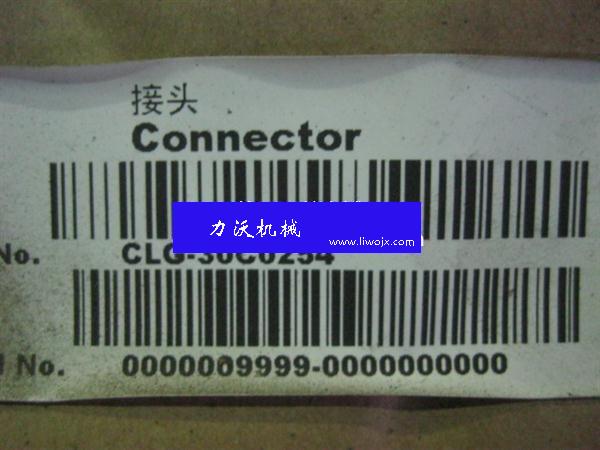 接头
Connector
力沃机械
www.liwojx.com
No. CLG-30C0254
No. 0000009999-0000000000